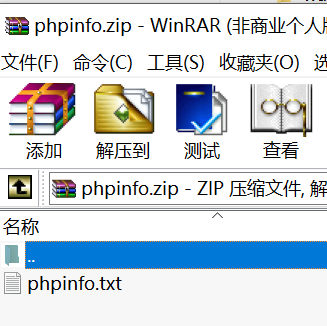 phpinfo.zip - WinRAR (非商业个人版
文件(F) 命令(C) 工具(S) 收藏夹(O) 选
添加 解压到 测试 查看
phpinfo.zip - ZIP 压缩文件, 解
名称
..
phpinfo.txt